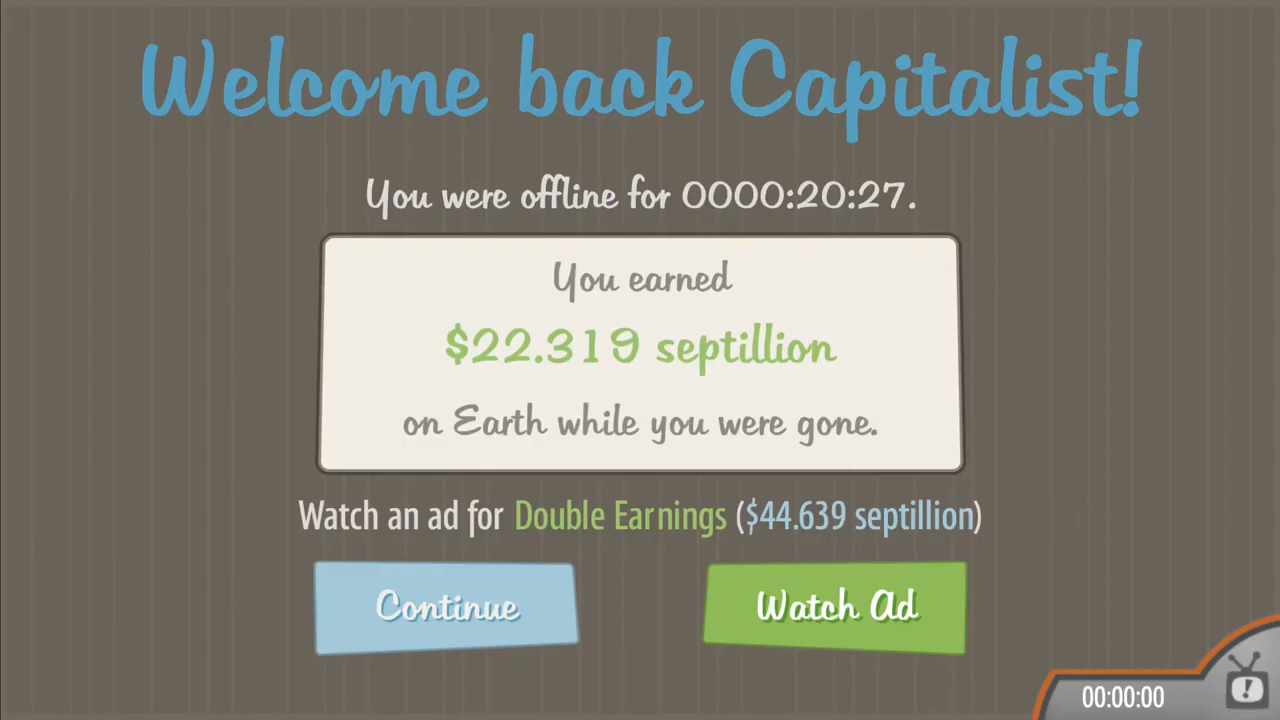 Welcome back Capitalist!
You were offline for 0000:20:27.
You earned
$22.319 septillion
on Earth while you were gone.
Watch an ad for Double Earnings ($44.639 septillion)
Continue
Watch Ad
00:00:00
!